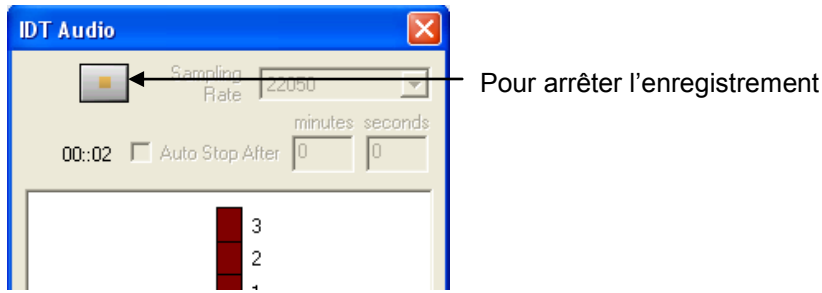 IDT Audio
Sampling
Rate
22050
Pour arrêter l’enregistrement
minutes seconds
00::02
Auto Stop After
0
0
3
2
1